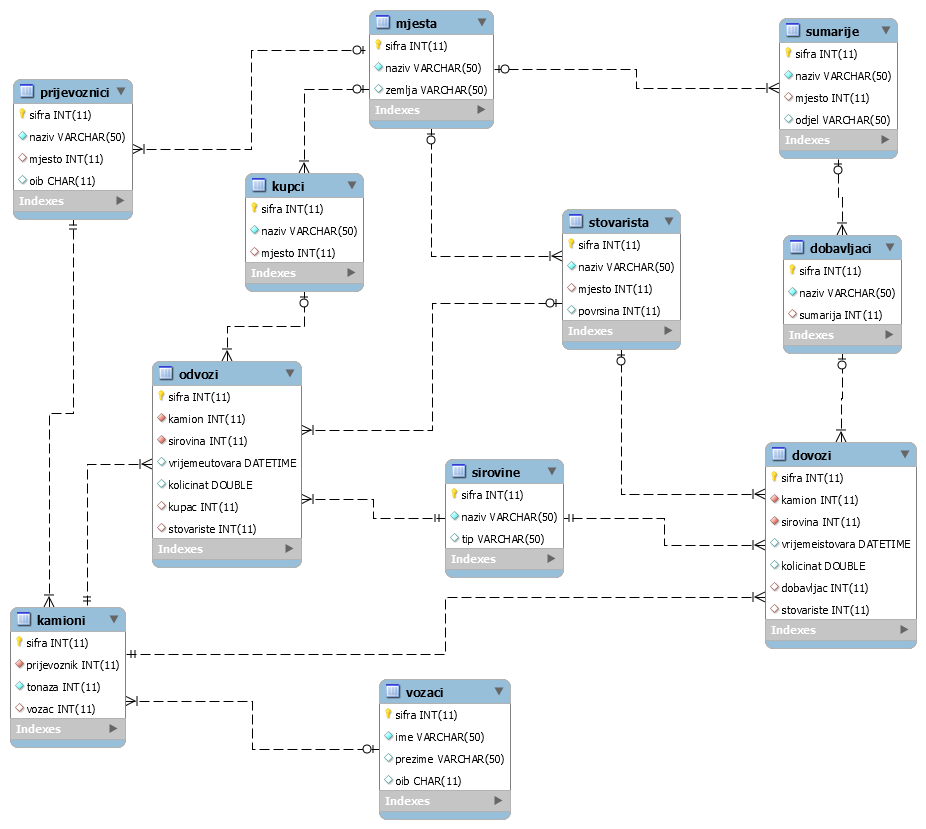 mjesta
sifra INT(11)
naziv VARCHAR(50)
zemlja VARCHAR(50)
Indexes
sumarije
sifra INT(11)
naziv VARCHAR(50)
mjesto INT(11)
odjel VARCHAR(50)
Indexes
prijevoznici
sifra INT(11)
naziv VARCHAR(50)
mjesto INT(11)
oib CHAR(11)
Indexes
kupci
sifra INT(11)
naziv VARCHAR(50)
mjesto INT(11)
Indexes
stovarista
sifra INT(11)
naziv VARCHAR(50)
mjesto INT(11)
povrsina INT(11)
Indexes
dobavljaci
sifra INT(11)
naziv VARCHAR(50)
sumarija INT(11)
Indexes
odvozi
sifra INT(11)
kamion INT(11)
sirovina INT(11)
vrijemeutovara DATETIME
kolicinat DOUBLE
kupac INT(11)
stovariste INT(11)
Indexes
sirovine
sifra INT(11)
naziv VARCHAR(50)
tip VARCHAR(50)
Indexes
dovozi
sifra INT(11)
kamion INT(11)
sirovina INT(11)
vrijemeistovara DATETIME
kolicinat DOUBLE
dobavljac INT(11)
stovariste INT(11)
Indexes
kamioni
sifra INT(11)
prijevoznik INT(11)
tonaza INT(11)
vozac INT(11)
Indexes
vozaci
sifra INT(11)
ime VARCHAR(50)
prezime VARCHAR(50)
oib CHAR(11)
Indexes